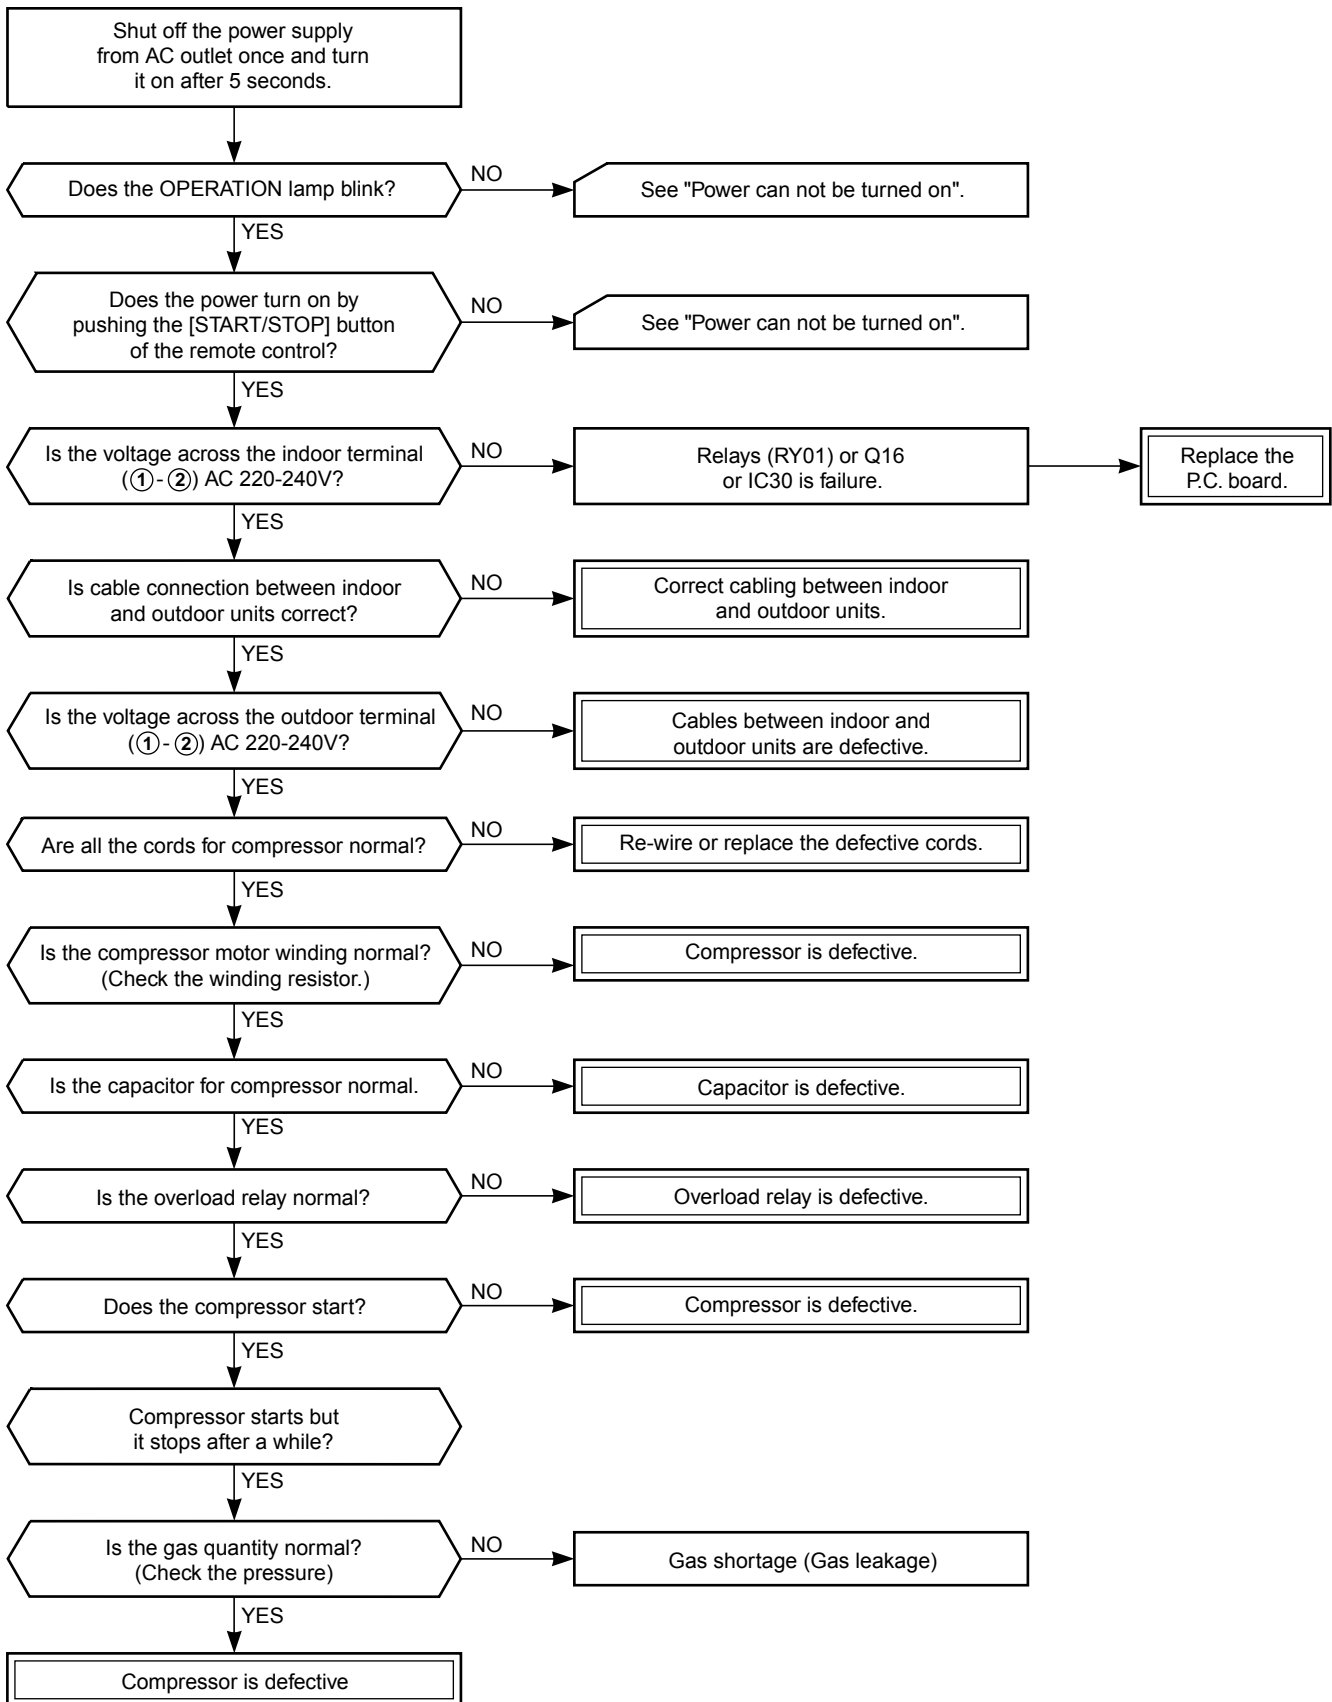 Shut off the power supply
from AC outlet once and turn
it on after 5 seconds.
Does the OPERATION lamp blink?
NO
See "Power can not be turned on".
YES
Does the power turn on by
pushing the [START/STOP] button
of the remote control?
NO
See "Power can not be turned on".
YES
Is the voltage across the indoor terminal
(①-②) AC 220-240V?
NO
Relays (RY01) or Q16
or IC30 is failure.
Replace the
P.C. board.
YES
Is cable connection between indoor
and outdoor units correct?
NO
Correct cabling between indoor
and outdoor units.
YES
Is the voltage across the outdoor terminal
(①-②) AC 220-240V?
NO
Cables between indoor and
outdoor units are defective.
YES
Are all the cords for compressor normal?
NO
Re-wire or replace the defective cords.
YES
Is the compressor motor winding normal?
(Check the winding resistor.)
NO
Compressor is defective.
YES
Is the capacitor for compressor normal.
NO
Capacitor is defective.
YES
Is the overload relay normal?
NO
Overload relay is defective.
YES
Does the compressor start?
NO
Compressor is defective.
YES
Compressor starts but
it stops after a while?
YES
Is the gas quantity normal?
(Check the pressure)
NO
Gas shortage (Gas leakage)
YES
Compressor is defective